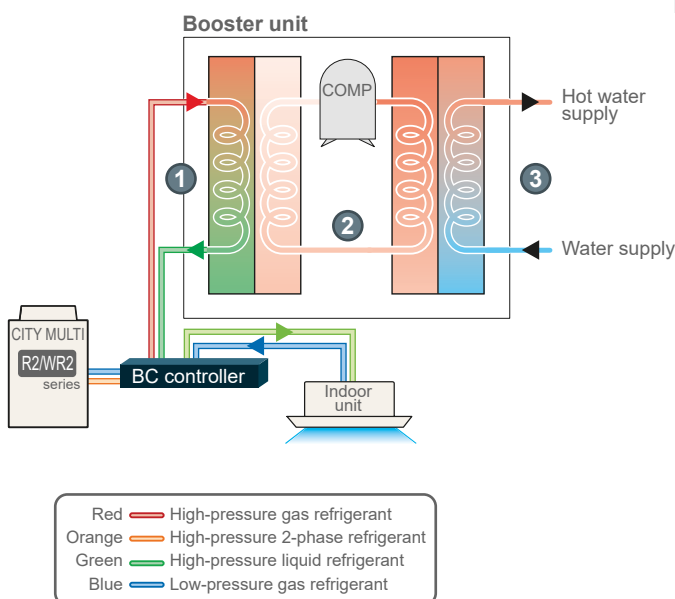 Booster unit
COMP
Hot water
supply
1
3
2
Water supply
CITY MULTI
R2/WR2
series
BC controller
Indoor
unit
Red High-pressure gas refrigerant
Orange High-pressure 2-phase refrigerant
Green High-pressure liquid refrigerant
Blue Low-pressure gas refrigerant